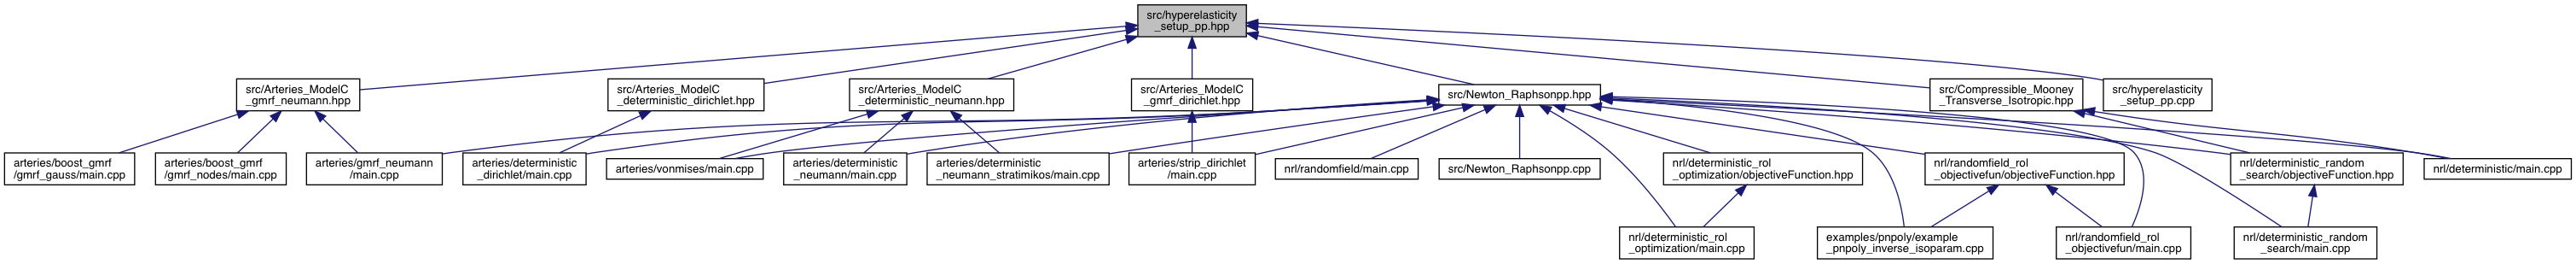 src/hyperelasticity
_setup_pp.hpp
src/Arteries_ModelC
_gmrf_neumann.hpp
src/Arteries_ModelC
_deterministic_dirichlet.hpp
src/Arteries_ModelC
_deterministic_neumann.hpp
src/Arteries_ModelC
_gmrf_dirichlet.hpp
src/Newton_Raphsonpp.hpp
src/Compressible_Mooney
_Transverse_Isotropic.hpp
src/hyperelasticity
_setup_pp.cpp
arteries/boost_gmrf
/gmrf_gauss/main.cpp
arteries/boost_gmrf
/gmrf_nodes/main.cpp
arteries/gmrf_neumann
/main.cpp
arteries/deterministic
_dirichlet/main.cpp
arteries/vonmises/main.cpp
arteries/deterministic
_neumann/main.cpp
arteries/deterministic
_neumann_stratimikos/main.cpp
arteries/strip_dirichlet
/main.cpp
nrl/randomfield/main.cpp
src/Newton_Raphsonpp.cpp
nrl/deterministic_rol
_optimization/objectiveFunction.hpp
nrl/randomfield_rol
_objectivefun/objectiveFunction.hpp
nrl/deterministic_random
_search/objectiveFunction.hpp
nrl/deterministic/main.cpp
nrl/deterministic_rol
_optimization/main.cpp
examples/pnpoly/example
_pnpoly_inverse_isoparam.cpp
nrl/randomfield_rol
_objectivefun/main.cpp
nrl/deterministic_random
_search/main.cpp